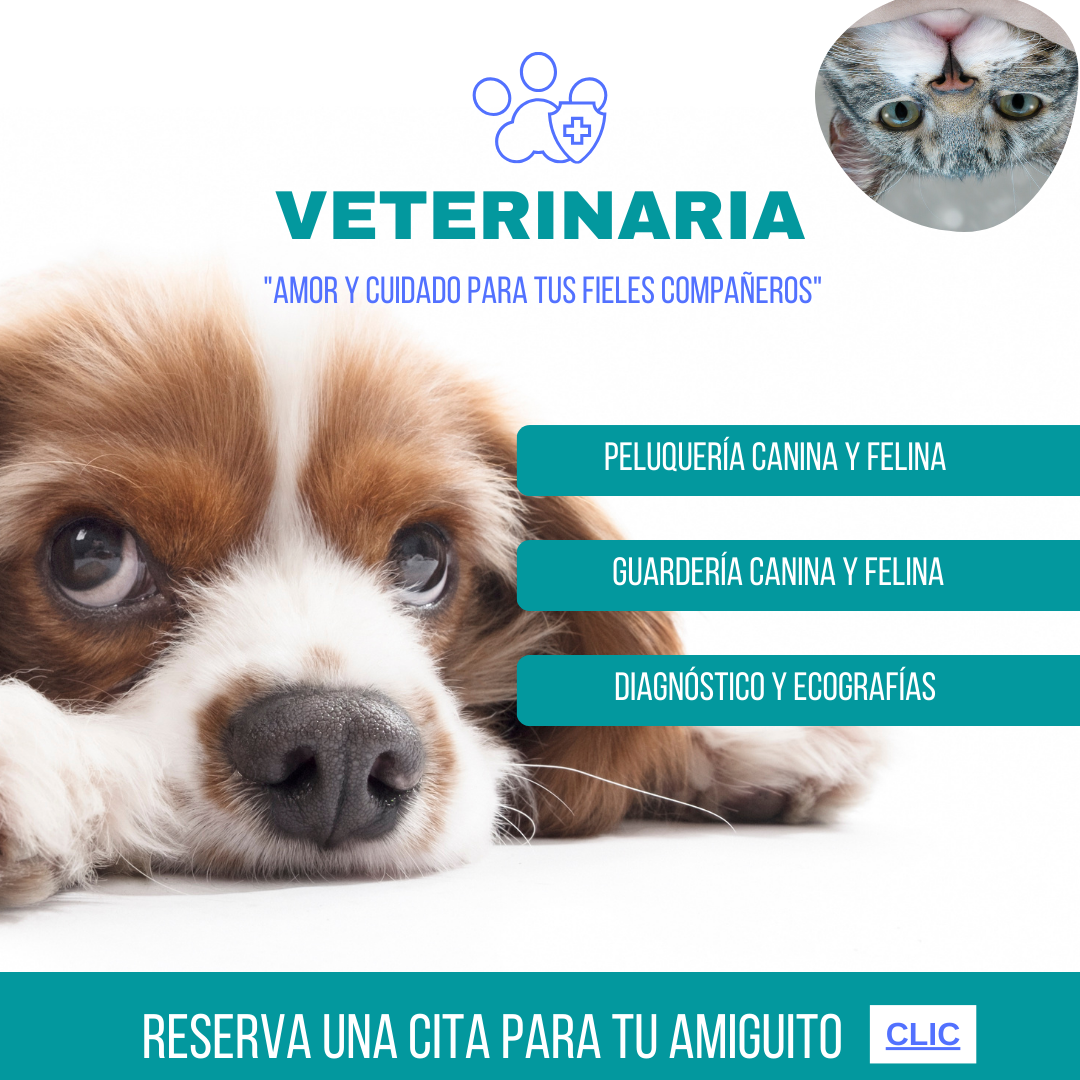 VETERINARIA
"AMOR Y CUIDADO PARA TUS FIELES COMPAÑEROS"
PELUQUERÍA CANINA Y FELINA
GUARDERÍA CANINA Y FELINA
DIAGNÓSTICO Y ECOGRAFÍAS
RESERVA UNA CITA PARA TU AMIGUITO CLIC